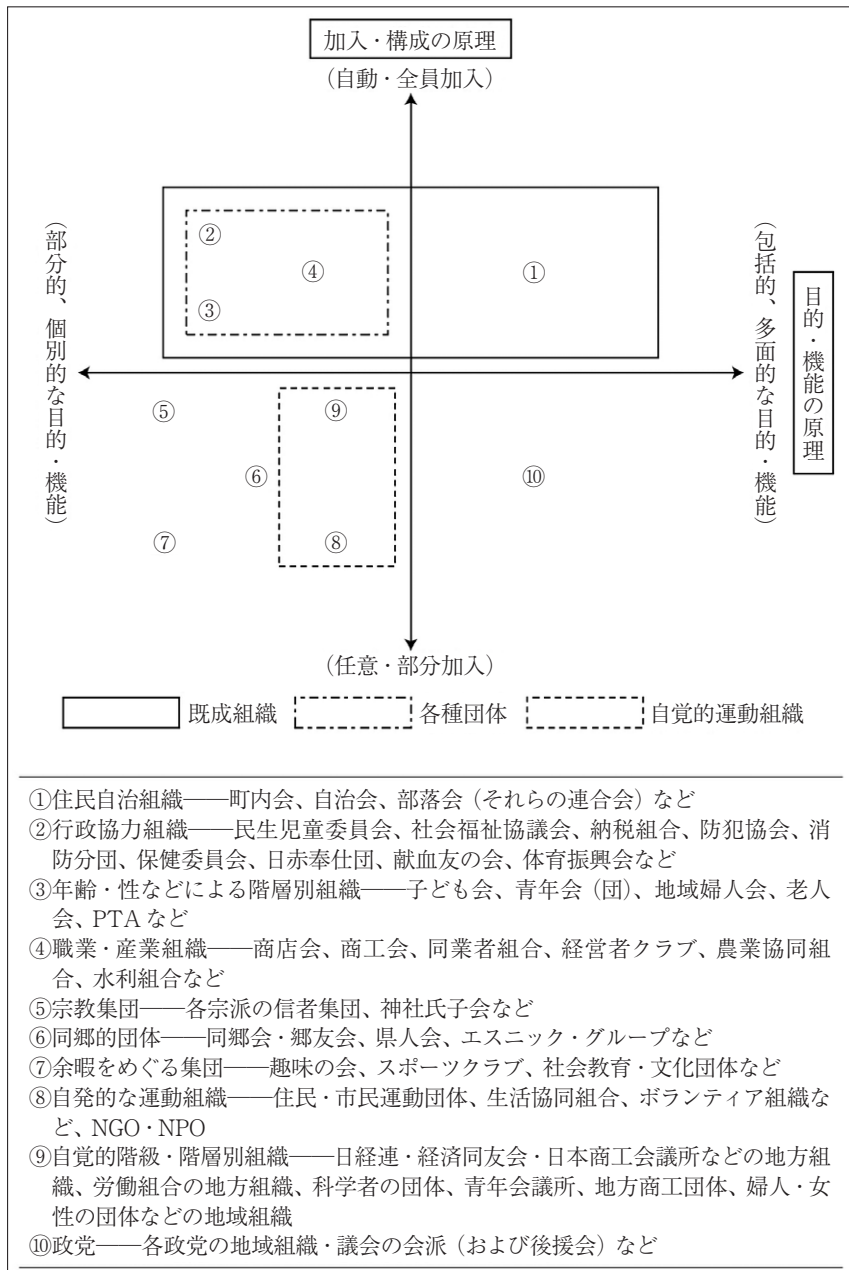 加入・構成の原理
(自動・全員加入)
(部分的、個別的な目的・機能)
②
④
③
①
(包括的、多面的な目的・機能)
目的・機能の原理
⑤
⑨
⑥
⑩
⑦
⑧
(任意・部分加入)
既成組織 各種団体 自覚的運動組織
①住民自治組織――町内会、自治会、部落会(それらの連合会)など
②行政協力組織――民生児童委員会、社会福祉協議会、納税組合、防犯協会、消
防分団、保健委員会、日赤奉仕団、献血友の会、体育振興会など
③年齢・性などによる階層別組織――子ども会、青年会(団)、地域婦人会、老人
会、PTAなど
④職業・産業組織――商店会、商工会、同業者組合、経営者クラブ、農業協同組
合、水利組合など
⑤宗教集団――各宗派の信者集団、神社氏子会など
⑥同郷的団体――同郷会・郷友会、県人会、エスニック・グループなど
⑦余暇をめぐる集団――趣味の会、スポーツクラブ、社会教育・文化団体など
⑧自発的な運動組織――住民・市民運動団体、生活協同組合、ボランティア組織な
ど、NGO・NPO
⑨自覚的階級・階層別組織――日経連・経済同友会・日本商工会議所などの地方組
織、労働組合の地方組織、科学者の団体、青年会議所、地方商工団体、婦人・女
性の団体などの地域組織
⑩政党――各政党の地域組織・議会の会派(および後援会)など